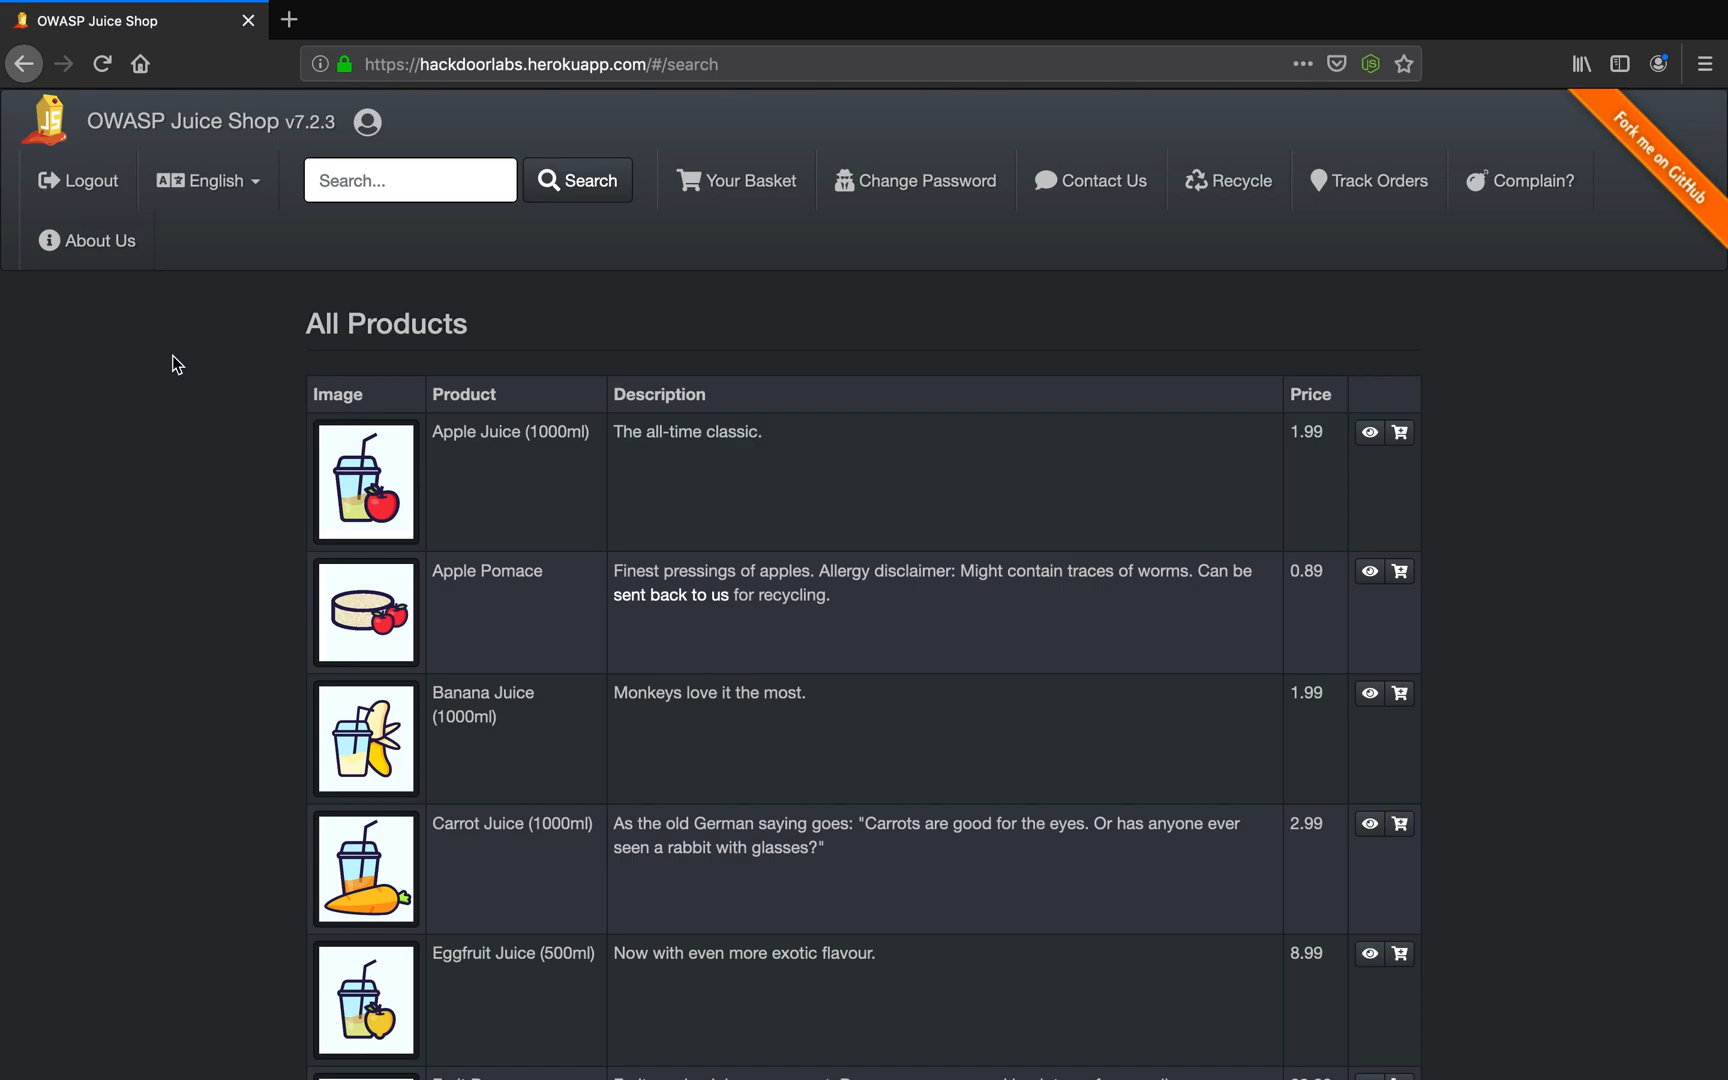 OWASP Juice Shop
https://hackdoorlabs.herokuapp.com/#/search
JS
OWASP Juice Shop v7.2.3
Fork me on GitHub
Logout
English
Search...
Search
Your Basket
Change Password
Contact Us
Recycle
Track Orders
Complain?
About Us
All Products
Image Product Description Price
Apple Juice (1000ml) The all-time classic. 1.99
Apple Pomace Finest pressings of apples. Allergy disclaimer: Might contain traces of worms. Can be 0.89
sent back to us for recycling.
Banana Juice Monkeys love it the most. 1.99
(1000ml)
Carrot Juice (1000ml) As the old German saying goes: "Carrots are good for the eyes. Or has anyone ever 2.99
seen a rabbit with glasses?"
Eggfruit Juice (500ml) Now with even more exotic flavour. 8.99